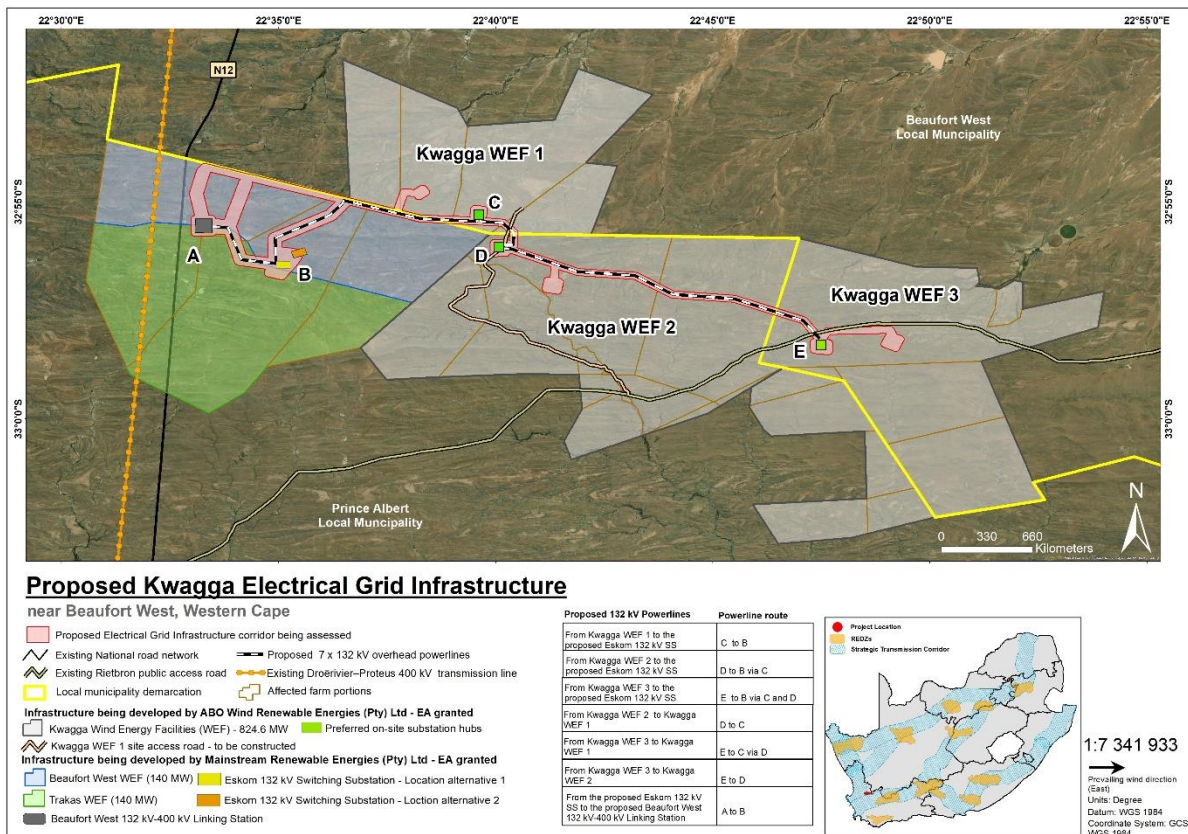 22°30'0"E
22°35'0"E
22°40'0"E
22°45'0"E
22°50'0"E
22°55'0"E
N12
Beaufort West
Local Muncipality
Kwagga WEF 1
32°55'0"S
32°55'0"S
C
A
B
D
Kwagga WEF 3
Kwagga WEF 2
E
33°0'0"S
33°0'0"S
Prince Albert
Local Muncipality
N
0 330 660
Kilometers
Proposed Kwagga Electrical Grid Infrastructure
near Beaufort West, Western Cape
Proposed Electrical Grid Infrastructure corridor being assessed
Existing National road network
Proposed 7 x 132 kV overhead powerlines
Existing Rietbron public access road
Existing Droërivier–Proteus 400 kV transmission line
Local municipality demarcation
Affected farm portions
Infrastructure being developed by ABO Wind Renewable Energies (Pty) Ltd - EA granted
Kwagga Wind Energy Facilities (WEF) - 824.6 MW
Preferred on-site substation hubs
Kwagga WEF 1 site access road - to be constructed
Infrastructure being developed by Mainstream Renewable Energies (Pty) Ltd - EA granted
Beaufort West WEF (140 MW)
Eskom 132 kV Switching Substation - Location alternative 1
Trakas WEF (140 MW)
Eskom 132 kV Switching Substation - Loction alternative 2
Beaufort West 132 kV-400 kV Linking Station
Proposed 132 kV Powerlines
Powerline route
From Kwagga WEF 1 to the
proposed Eskom 132 kV SS
C to B
From Kwagga WEF 2 to the
proposed Eskom 132 kV SS
D to B via C
From Kwagga WEF 3 to the
proposed Eskom 132 kV SS
E to B via C and D
From Kwagga WEF 2 to Kwagga
WEF 1
D to C
From Kwagga WEF 3 to Kwagga
WEF 1
E to C via D
From Kwagga WEF 3 to Kwagga
WEF 2
E to D
From the proposed Eskom 132 kV
SS to the proposed Beaufort West
132 kV-400 kV Linking Station
A to B
Project Location
REDZs
Strategic Transmission Corridor
1:7 341 933
Prevailing wind direction
(East)
Units: Degree
Datum: WGS 1984
Coordinate System: GCS
WGS 1984